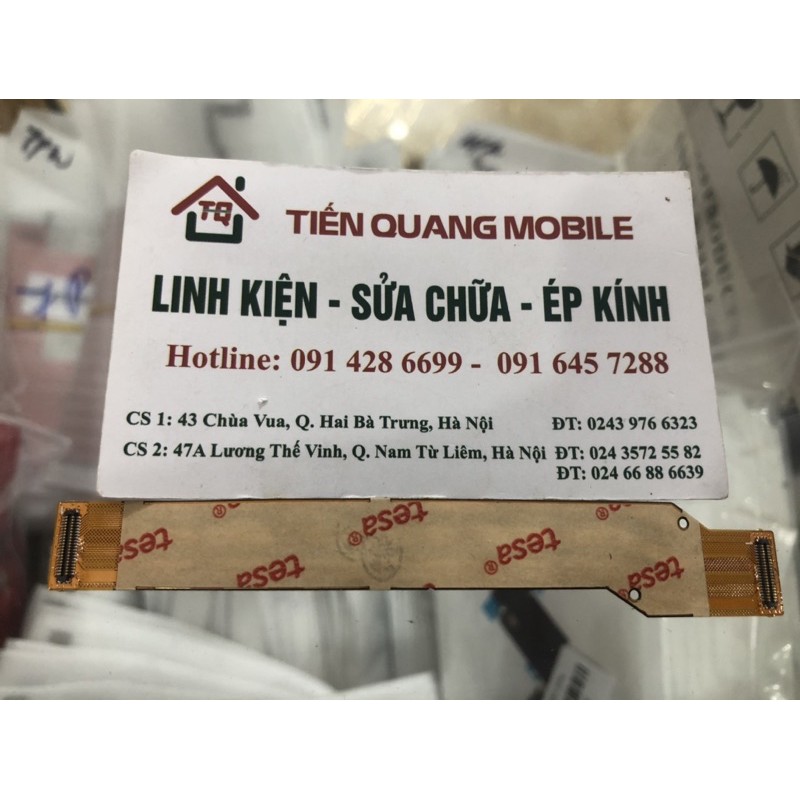 TQ
TIẾN QUANG MOBILE
LINH KIỆN - SỬA CHỮA - ÉP KÍNH
Hotline: 091 428 6699 - 091 645 7288
CS 1: 43 Chùa Vua, Q. Hai Bà Trưng, Hà Nội ĐT: 0243 976 6323
CS 2: 47A Lương Thế Vinh, Q. Nam Từ Liêm, Hà Nội ĐT: 024 3572 55 82
ĐT: 024 66 88 6639
tesa® tesa® tesa®
tesa® tesa® tesa®